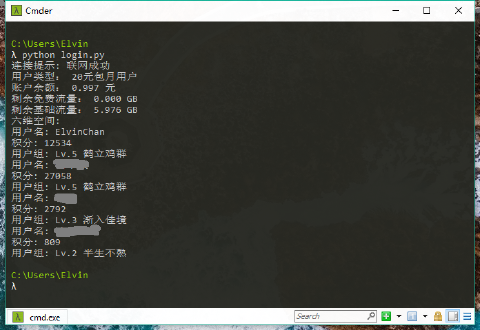 Cmder
C:\Users\Elvin
λ python login.py
连接提示: 联网成功
用户类型: 20元包月用户
账户余额: 0.997 元
剩余免费流量: 0.000 GB
剩余基础流量: 5.976 GB
六维空间:
用户名: ElvinChan
积分: 12534
用户组: Lv.5 鹤立鸡群
用户名:
积分: 27058
用户组: Lv.5 鹤立鸡群
用户名:
积分: 2792
用户组: Lv.3 渐入佳境
用户名:
积分: 809
用户组: Lv.2 半生不熟
C:\Users\Elvin
λ
cmd.exe
Search